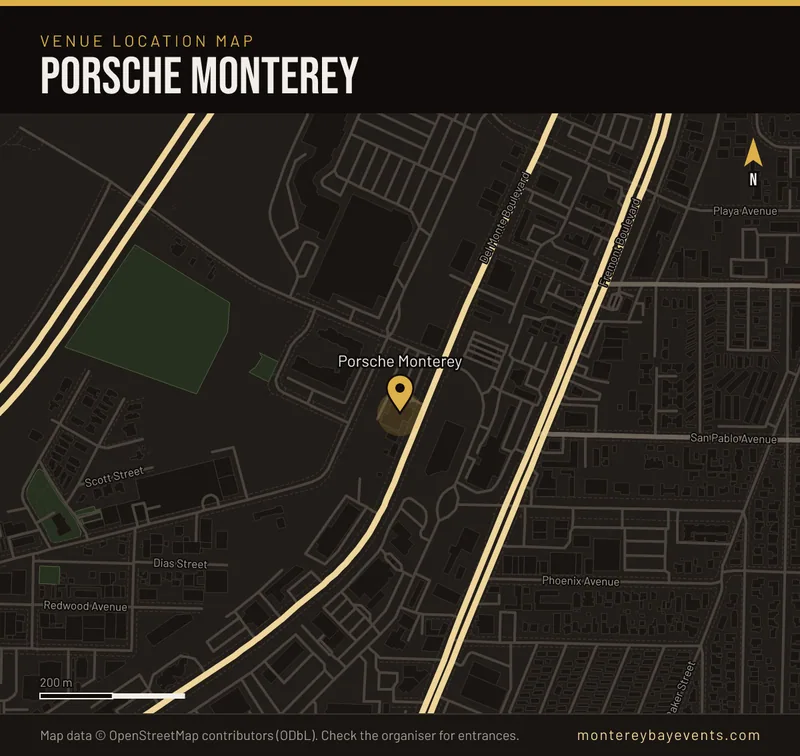 VENUE LOCATION MAP
PORSCHE MONTEREY
N
Del Monte Boulevard
Fremont Boulevard
Playa Avenue
Porsche Monterey
San Pablo Avenue
Scott Street
Dias Street
Phoenix Avenue
Redwood Avenue
aker Street
200 m
Map data © OpenStreetMap contributors (ODbL). Check the organiser for entrances.
montereybayevents.com